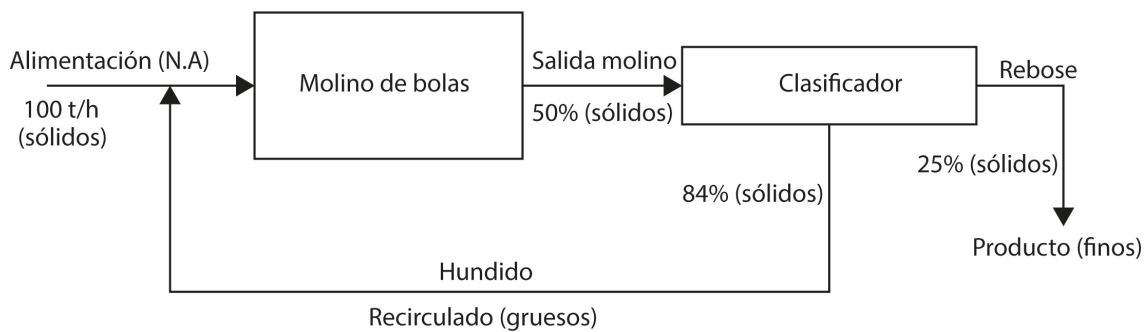 Alimentación (N.A)
100 t/h
(sólidos)
Molino de bolas
Salida molino
50% (sólidos)
Clasificador
Rebose
25% (sólidos)
84% (sólidos)
Producto (finos)
Hundido
Recirculado (gruesos)